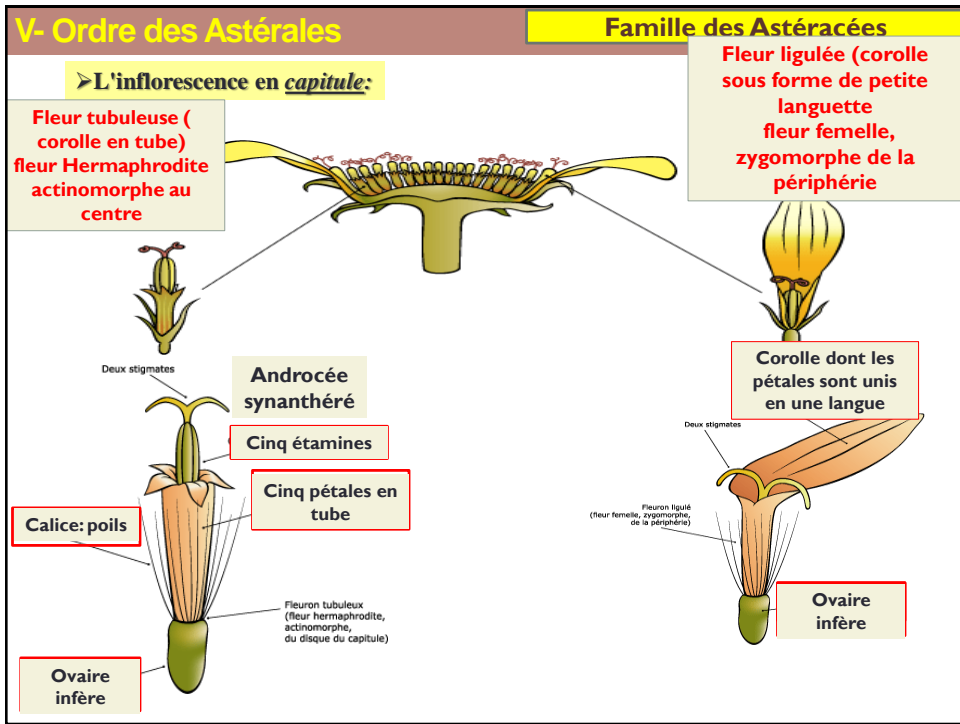 V- Ordre des Astérales
Famille des Astéracées
➢L'inflorescence en capitule:
Fleur tubuleuse (
corolle en tube)
fleur Hermaphrodite
actinomorphe au
centre
Fleur ligulée (corolle
sous forme de petite
languette
fleur femelle,
zygomorphe de la
périphérie
Deux stigmates
Androcée
synanthéré
Cinq étamines
Cinq pétales en
tube
Calice: poils
Fleuron tubuleux
(fleur hermaphrodite,
actinomorphe,
du disque du capitule)
Ovaire
infère
Corolle dont les
pétales sont unis
en une langue
Deux stigmates
Fleuron ligulé
(fleur femelle, zygomorphe,
de la périphérie)
Ovaire
infère